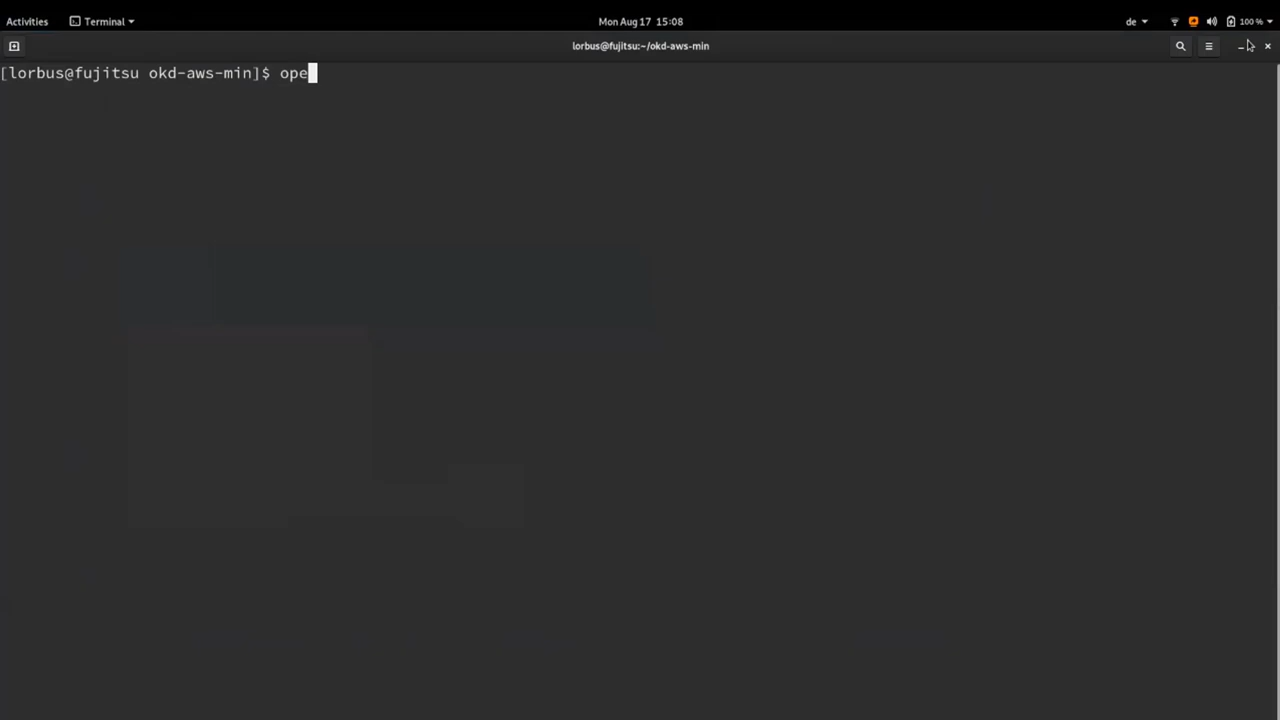 Activities
Terminal
Mon Aug 17 15:08
de
100 %
lorbus@fujitsu:~/okd-aws-min
[lorbus@fujitsu okd-aws-min]$ ope